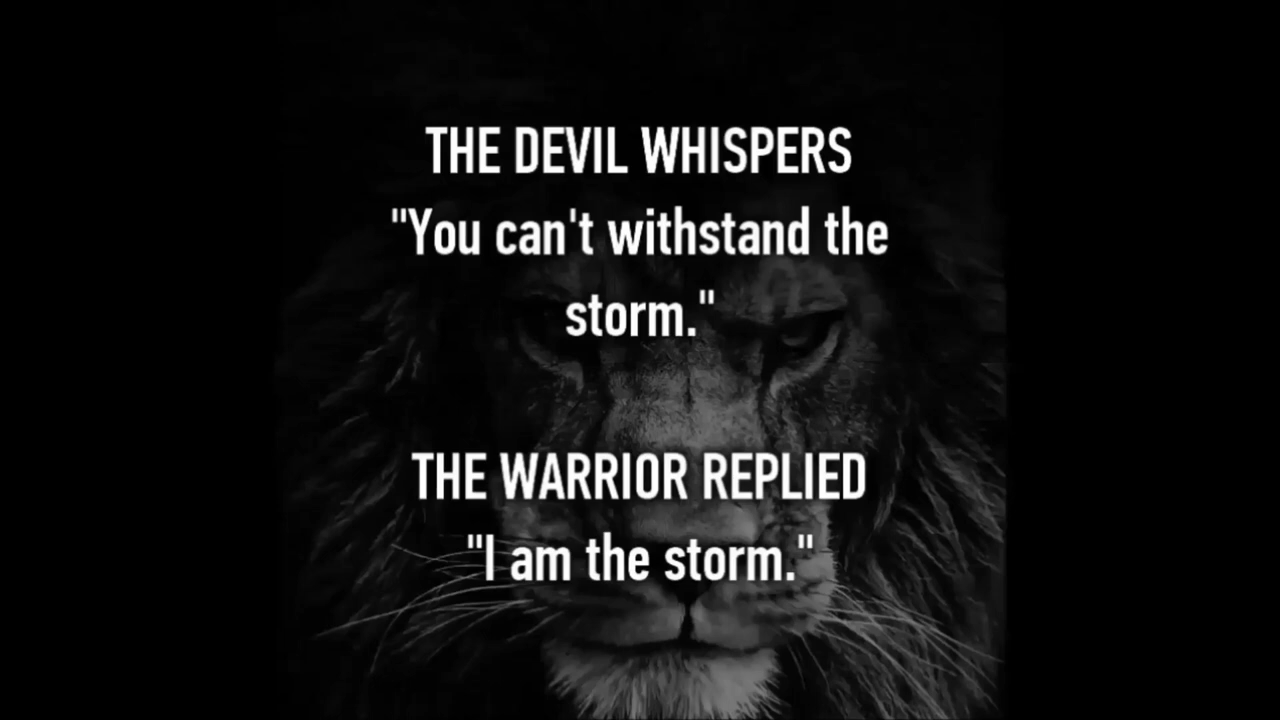 THE DEVIL WHISPERS
"You can't withstand the
storm."
THE WARRIOR REPLIED
"I am the storm."